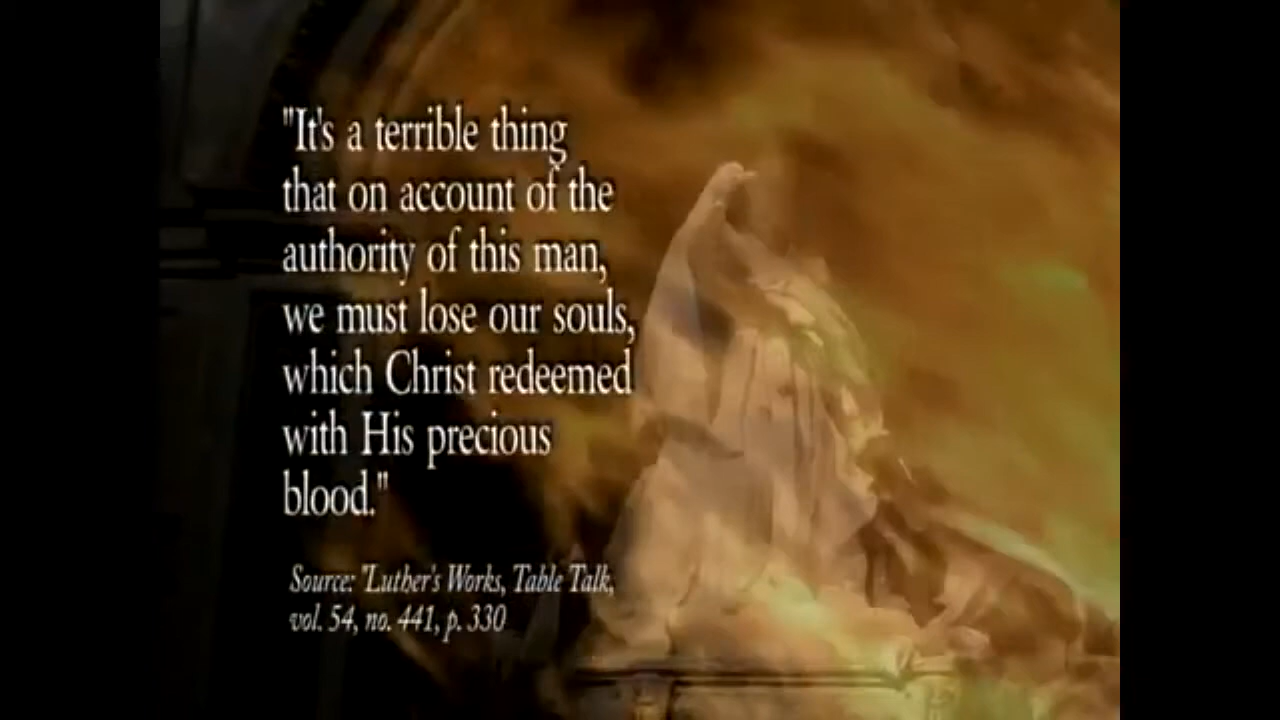 "It's a terrible thing
that on account of the
authority of this man,
we must lose our souls,
which Christ redeemed
with His precious
blood."
Source: "Luther's Works, Table Talk,
vol. 54, no. 441, p. 330